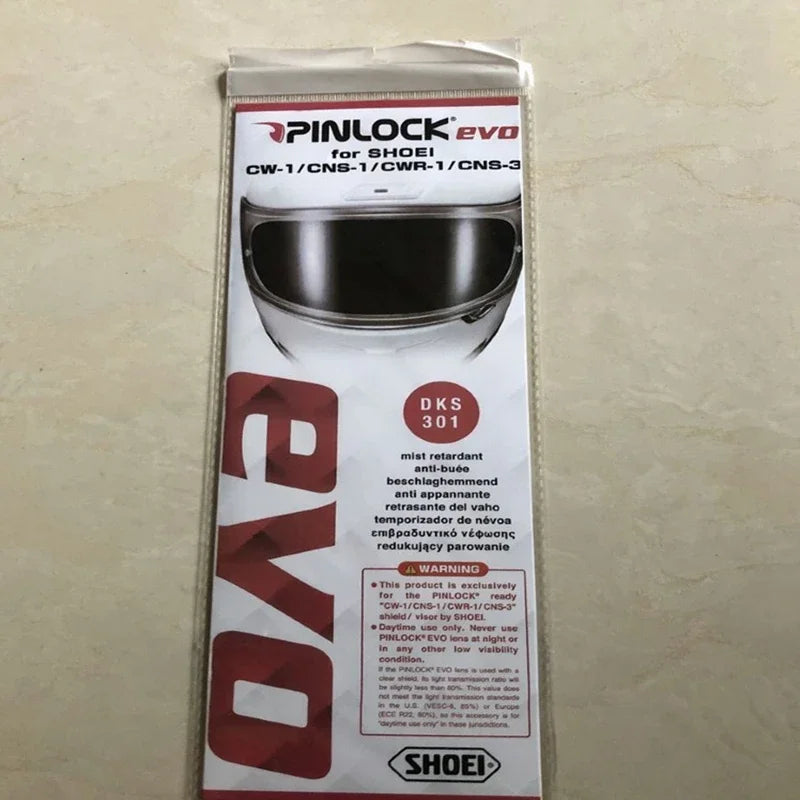 PINLOCK® evo
for SHOEI
CW-1/CNS-1/CWR-1/CNS-3
evo
DKS
301
mist retardant
anti-buée
beschlaghemmend
anti appannante
retrasante del vaho
temporizador de névoa
επιβραδυντικό νέφωσης
redukujący parowanie
WARNING
• This product is exclusively
for the PINLOCK® ready
"CW-1/CNS-1/CWR-1/CNS-3"
shield/ visor by SHOEI.
• Daytime use only. Never use
PINLOCK® EVO lens at night or
in any other low visibility
condition.
If the PINLOCK® EVO lens is used with a
clear shield, its light transmission ratio will
be slightly less than 80%. This value does
not meet the light transmission standards
in the U.S. (VESC-8, 85%) or Europe
(ECE R22, 80%), so this accessory is for
"daytime use only" in these jurisdictions.
SHOEI®